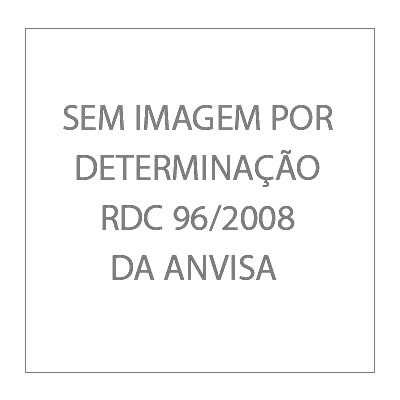 SEM IMAGEM POR
DETERMINAÇÃO
RDC 96/2008
DA ANVISA